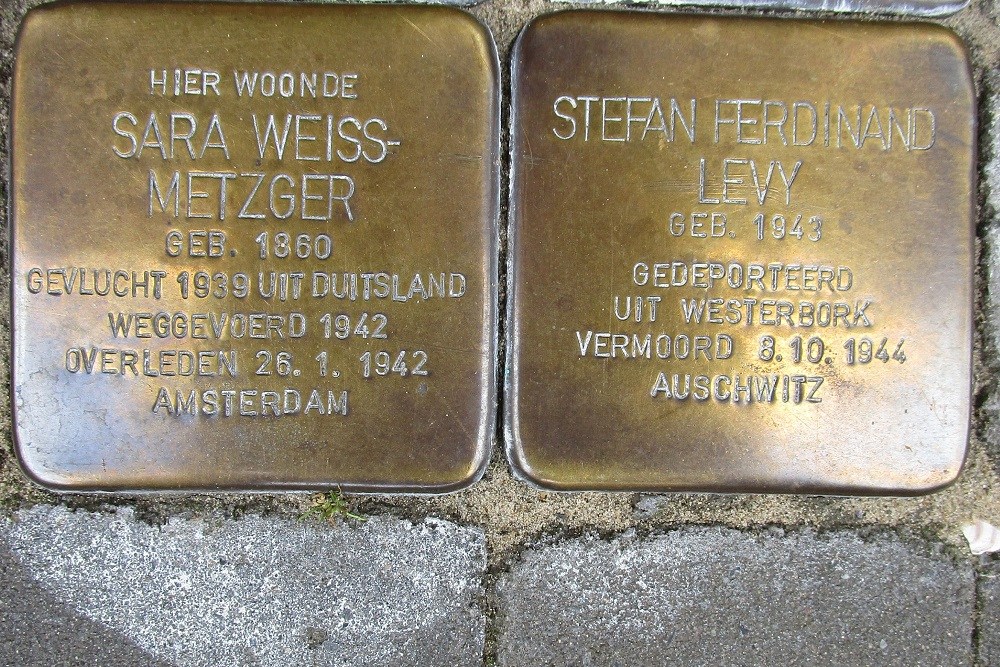 HIER WOONDE
SARA WEISS-
METZGER
GEB. 1860
GEVLUCHT 1939 UIT DUITSLAND
WEGGEVOERD 1942
OVERLEDEN 26.1.1942
AMSTERDAM
STEFAN FERDINAND
LEVY
GEB. 1943
GEDEPORTEERD
UIT WESTERBORK
VERMOORD 8.10.1944
AUSCHWITZ